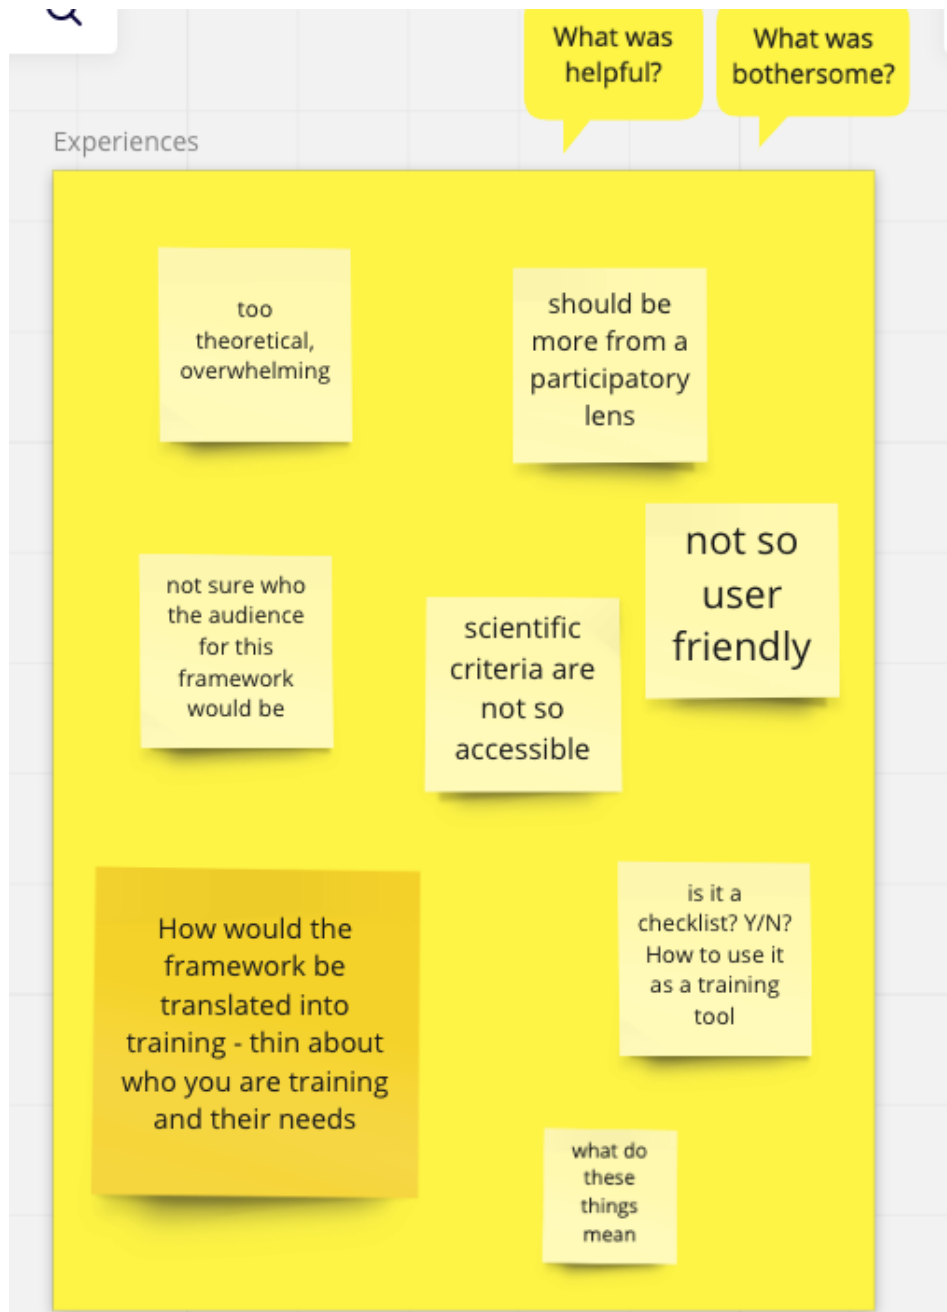 What was
helpful?
What was
bothersome?
Experiences
too
theoretical,
overwhelming
should be
more from a
participatory
lens
not so
user
friendly
not sure who
the audience
for this
framework
would be
scientific
criteria are
not so
accessible
How would the
framework be
translated into
training - thin about
who you are training
and their needs
is it a
checklist? Y/N?
How to use it
as a training
tool
what do
these
things
mean